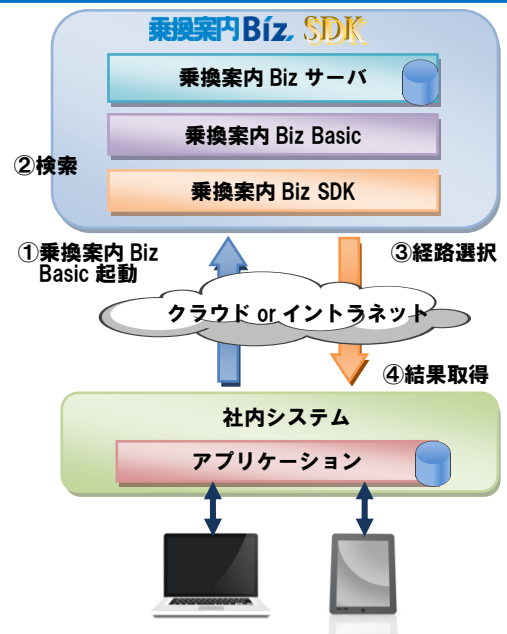 乗換案内Biz. SDK
乗換案内 Biz サーバ
乗換案内 Biz Basic
②検索
乗換案内 Biz SDK
①乗換案内 Biz
Basic 起動
③経路選択
クラウド or イントラネット
④結果取得
社内システム
アプリケーション